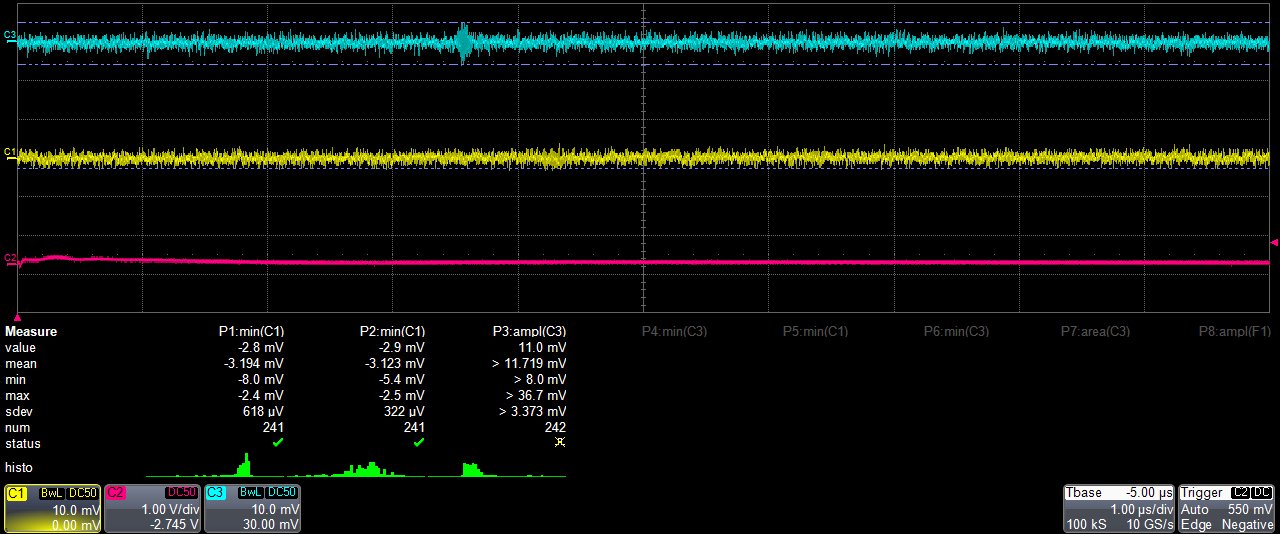 C3
C1
C2
Measure P1:min(C1) P2:min(C1) P3:ampl(C3) P4:min(C3) P5:min(C1) P6:min(C3) P7:area(C3) P8:ampl(F1)
value -2.8 mV -2.9 mV 11.0 mV
mean -3.194 mV -3.123 mV > 11.719 mV
min -8.0 mV -5.4 mV > 8.0 mV
max -2.4 mV -2.5 mV > 36.7 mV
sdev 618 µV 322 µV > 3.373 mV
num 241 241 242
status
histo
C1 BwL DC50 C2 DC50 C3 BwL DC50 Tbase -5.00 µs Trigger C2 DC
10.0 mV 1.00 V/div 10.0 mV 1.00 µs/div Auto 550 mV
0.00 mV -2.745 V 30.00 mV 100 kS 10 GS/s Edge Negative